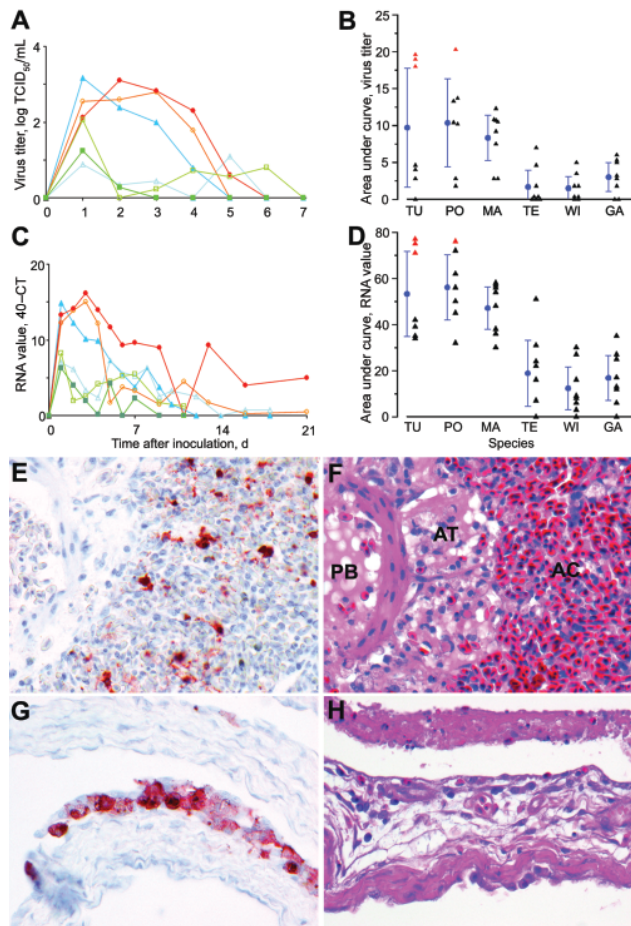 A
Virus titer, log TCID50/mL
4
2
0
0 1 2 3 4 5 6 7
B
Area under curve, virus titer
25
20
15
10
5
0
TU PO MA TE WI GA
C
RNA value, 40–CT
20
10
0
0 7 14 21
Time after inoculation, d
D
Area under curve, RNA value
80
60
40
20
0
TU PO MA TE WI GA
Species
E
F
PB
AT
AC
G
H